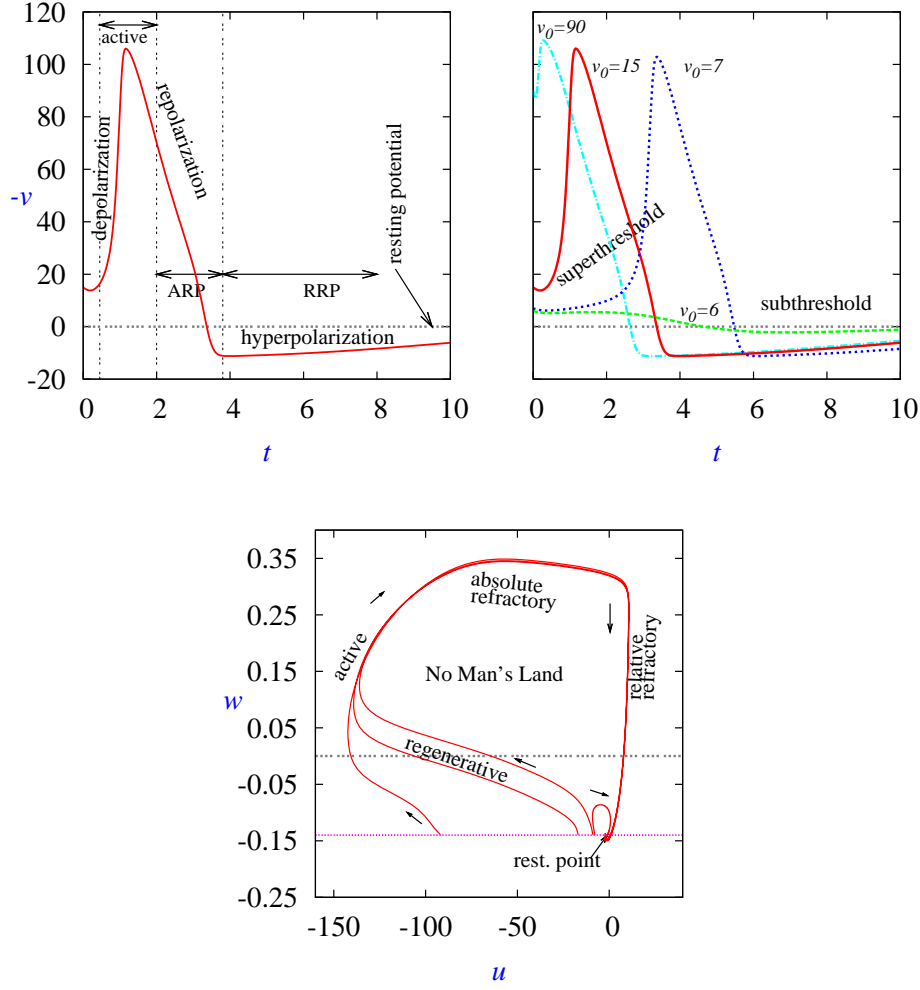 120
100
80
60
40
20
0
-20
-v
active
depolarization
repolarization
ARP
RRP
resting potential
hyperpolarization
0
2
4
6
8
10
t
v0=90
v0=15
v0=7
superthreshold
v0=6
subthreshold
0
2
4
6
8
10
t
0.35
0.25
0.15
0.05
-0.05
-0.15
-0.25
w
absolute
refractory
active
No Man's Land
relative
refractory
regenerative
rest. point
-150
-100
-50
0
u